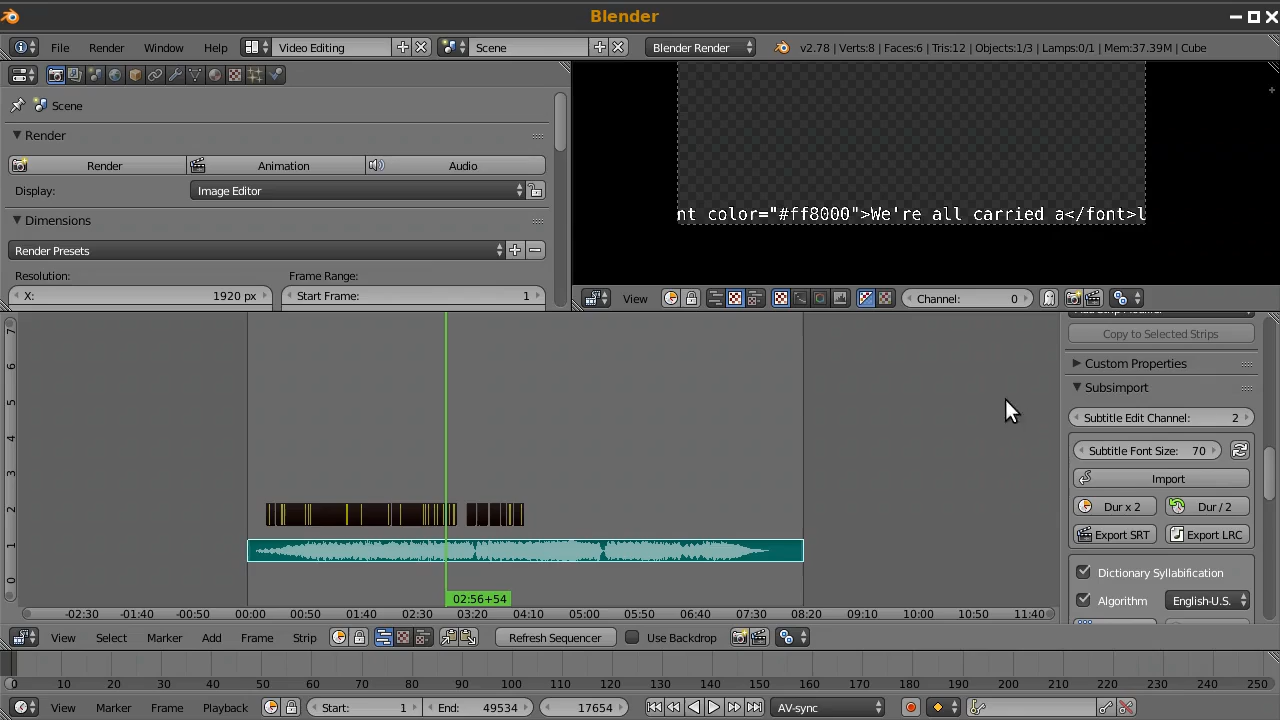 Blender
File Render Window Help Video Editing Scene Blender Render v2.78 | Verts:8 | Faces:6 | Tris:12 | Objects:1/3 | Lamps:0/1 | Mem:37.39M | Cube
Scene
Render
Render Animation Audio
Display: Image Editor
Dimensions
Render Presets
Resolution: Frame Range:
X: 1920 px Start Frame: 1
nt color="#ff8000">We're all carried a</font>l
View Channel: 0
7
6
5
4
3
2
1
0
02:56+54
-02:30 -01:40 -00:50 00:00 00:50 01:40 02:30 03:20 04:10 05:00 05:50 06:40 07:30 08:20 09:10 10:00 10:50 11:40
Copy to Selected Strips
Custom Properties
Subsimport
Subtitle Edit Channel: 2
Subtitle Font Size: 70
Import
Dur x 2 Dur / 2
Export SRT Export LRC
Dictionary Syllabification
Algorithm English-U.S.
View Select Marker Add Frame Strip Refresh Sequencer Use Backdrop
0 10 20 30 40 50 60 70 80 90 100 110 120 130 140 150 160 170 180 190 200 210 220 230 240 250
View Marker Frame Playback Start: 1 End: 49534 17654 AV-sync